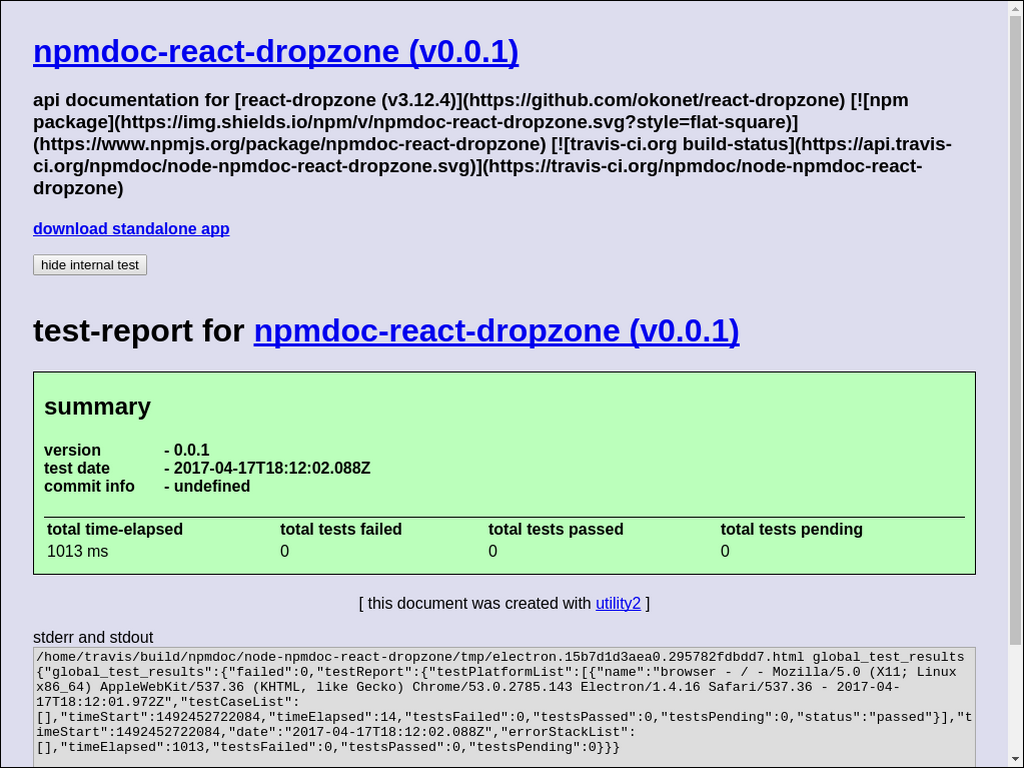 npmdoc-react-dropzone (v0.0.1)
api documentation for [react-dropzone (v3.12.4)](https://github.com/okonet/react-dropzone) [![npm
package](https://img.shields.io/npm/v/npmdoc-react-dropzone.svg?style=flat-square)]
(https://www.npmjs.org/package/npmdoc-react-dropzone) [![travis-ci.org build-status](https://api.travis-
ci.org/npmdoc/node-npmdoc-react-dropzone.svg)](https://travis-ci.org/npmdoc/node-npmdoc-react-
dropzone)
download standalone app
hide internal test
test-report for npmdoc-react-dropzone (v0.0.1)
summary
version - 0.0.1
test date - 2017-04-17T18:12:02.088Z
commit info - undefined
total time-elapsed total tests failed total tests passed total tests pending
1013 ms 0 0 0
[ this document was created with utility2 ]
stderr and stdout
/home/travis/build/npmdoc/node-npmdoc-react-dropzone/tmp/electron.15b7d1d3aea0.295782fdbdd7.html global_test_results
{"global_test_results":{"failed":0,"testReport":{"testPlatformList":[{"name":"browser - / - Mozilla/5.0 (X11; Linux
x86_64) AppleWebKit/537.36 (KHTML, like Gecko) Chrome/53.0.2785.143 Electron/1.4.16 Safari/537.36 - 2017-04-
17T18:12:01.972Z","testCaseList":
[],"timeStart":1492452722084,"timeElapsed":14,"testsFailed":0,"testsPassed":0,"testsPending":0,"status":"passed"}],"t
imeStart":1492452722084,"date":"2017-04-17T18:12:02.088Z","errorStackList":
[],"timeElapsed":1013,"testsFailed":0,"testsPassed":0,"testsPending":0}}}